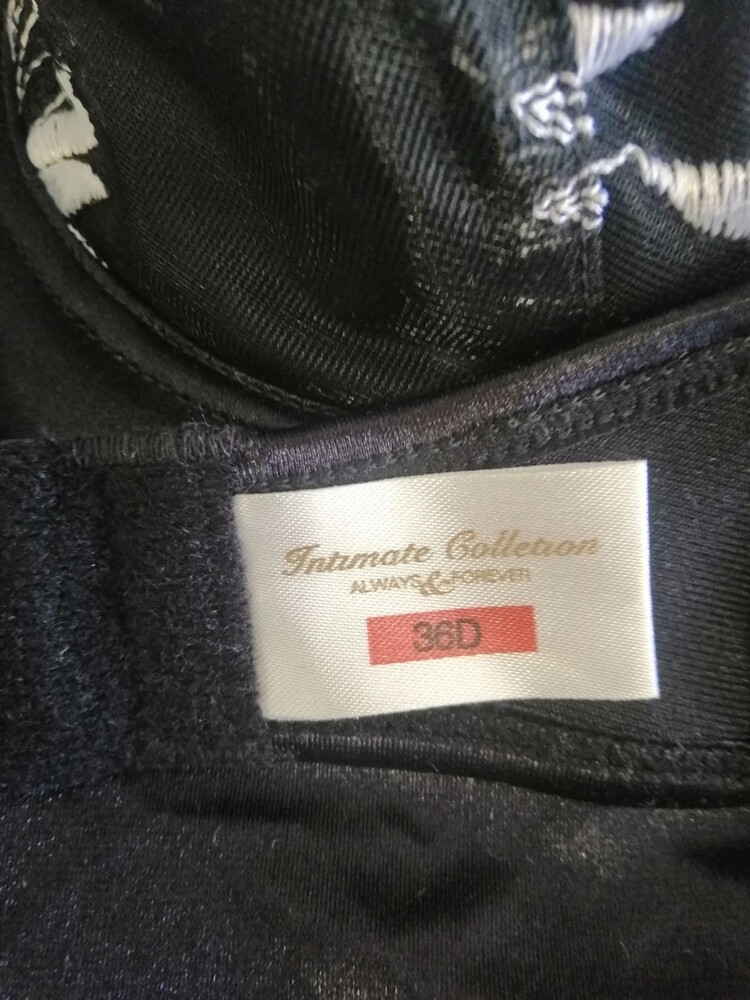 Intimate Colletion
ALWAYS & FOREVER
36D